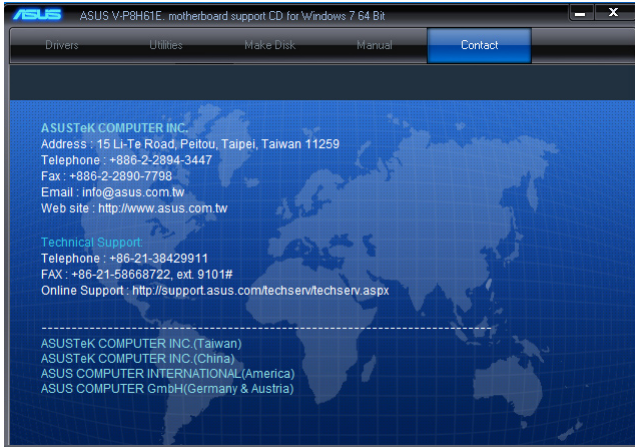 ASUS ASUS V-P8H61E. motherboard support CD for Windows 7 64 Bit
Drivers Utilities Make Disk Manual Contact
ASUSTeK COMPUTER INC.
Address : 15 Li-Te Road, Peitou, Taipei, Taiwan 11259
Telephone : +886-2-2894-3447
Fax : +886-2-2890-7798
Email : info@asus.com.tw
Web site : http://www.asus.com.tw
Technical Support
Telephone : +86-21-38429911
FAX : +86-21-58668722, ext. 9101#
Online Support : http://support.asus.com/techserv/techserv.aspx
ASUSTeK COMPUTER INC.(Taiwan)
ASUSTeK COMPUTER INC.(China)
ASUS COMPUTER INTERNATIONAL(America)
ASUS COMPUTER GmbH(Germany & Austria)